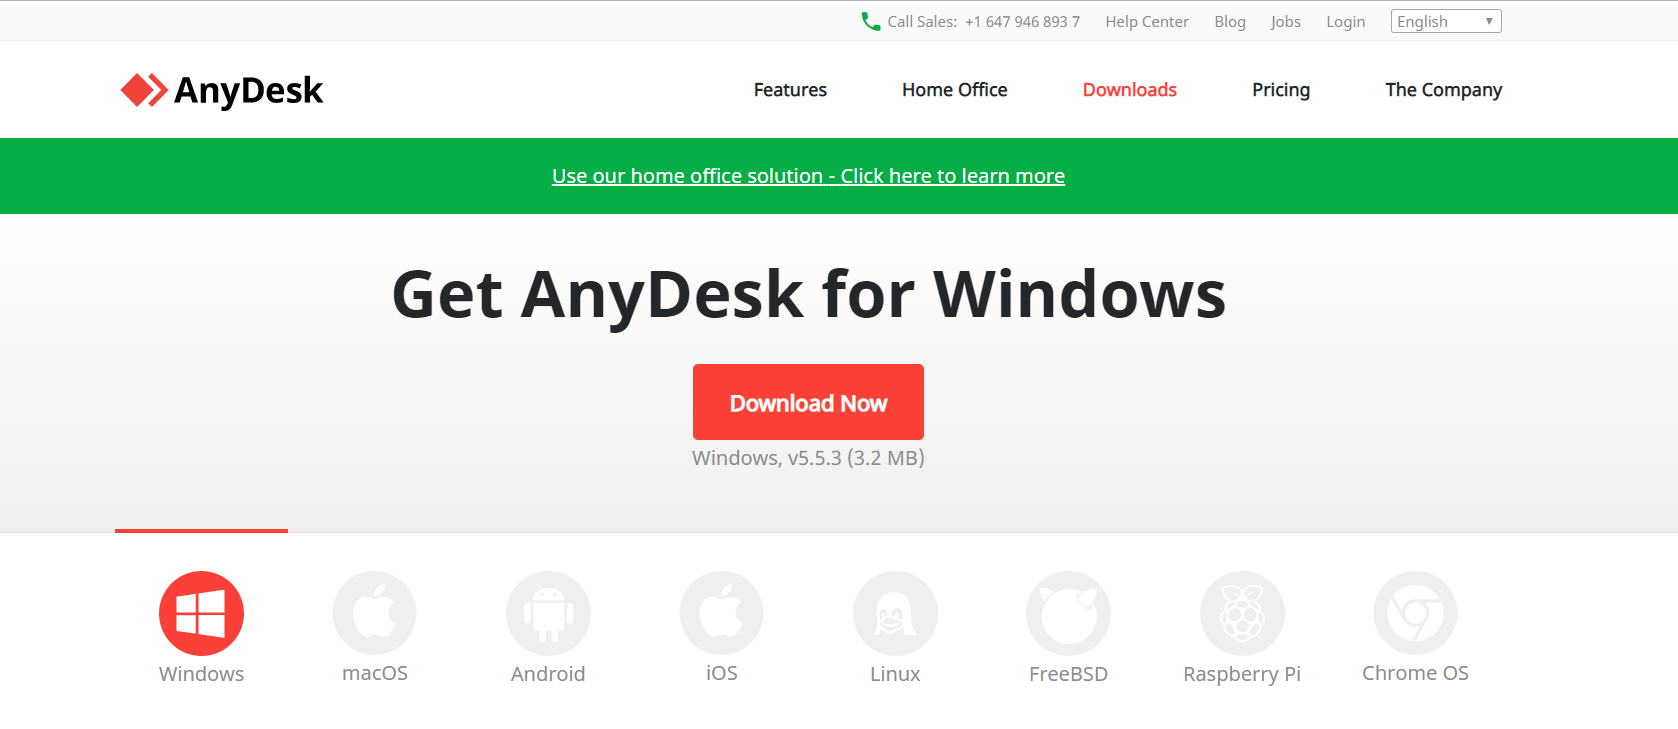 Call Sales: +1 647 946 893 7 Help Center Blog Jobs Login English
AnyDesk Features Home Office Downloads Pricing The Company
Use our home office solution - Click here to learn more
Get AnyDesk for Windows
Download Now
Windows, v5.5.3 (3.2 MB)
Windows macOS Android iOS Linux FreeBSD Raspberry Pi Chrome OS